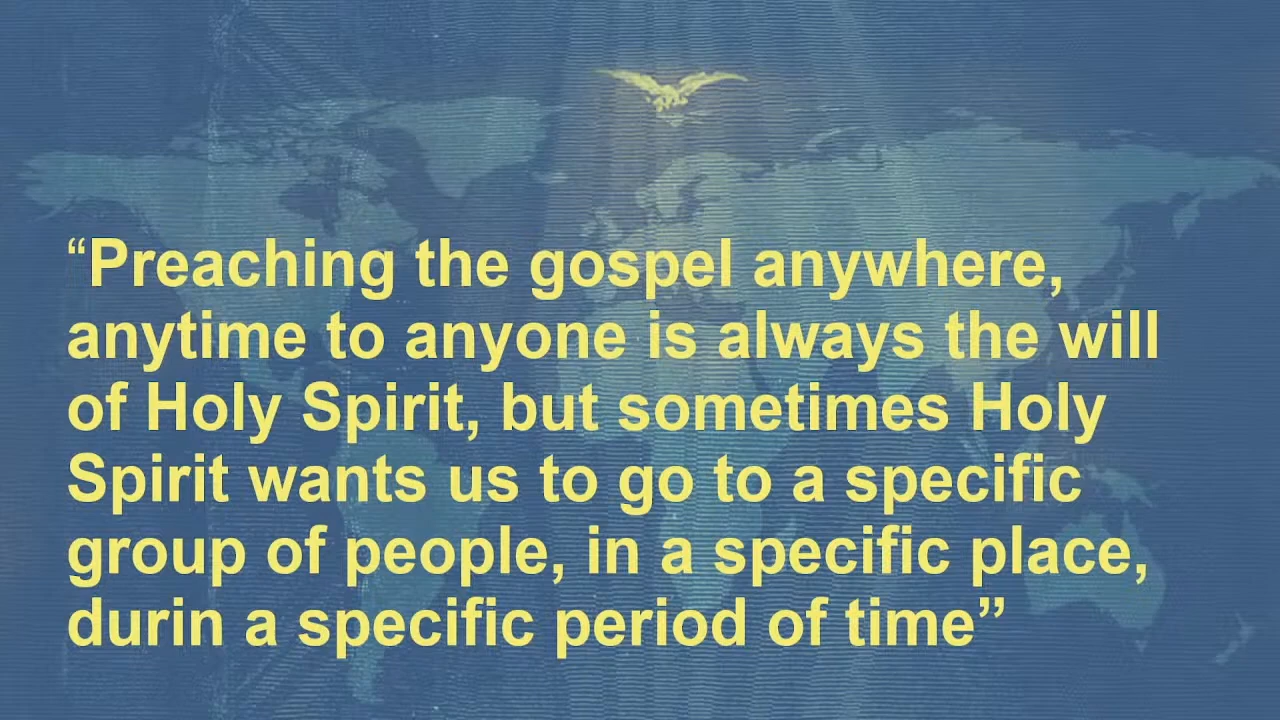 “Preaching the gospel anywhere,
anytime to anyone is always the will
of Holy Spirit, but sometimes Holy
Spirit wants us to go to a specific
group of people, in a specific place,
durin a specific period of time”